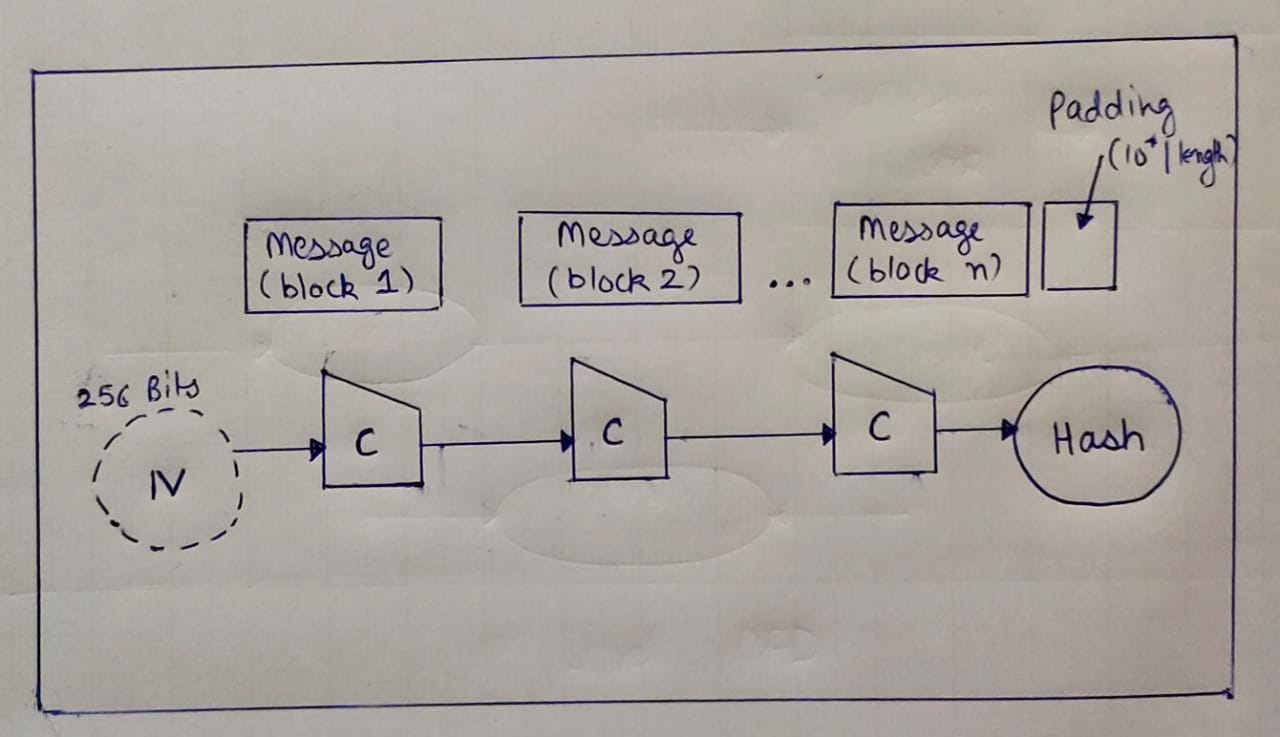 Padding
(10* | length)
Message
(block 1)
Message
(block 2)
...
Message
(block n)
256 Bits
IV
C
C
C
Hash